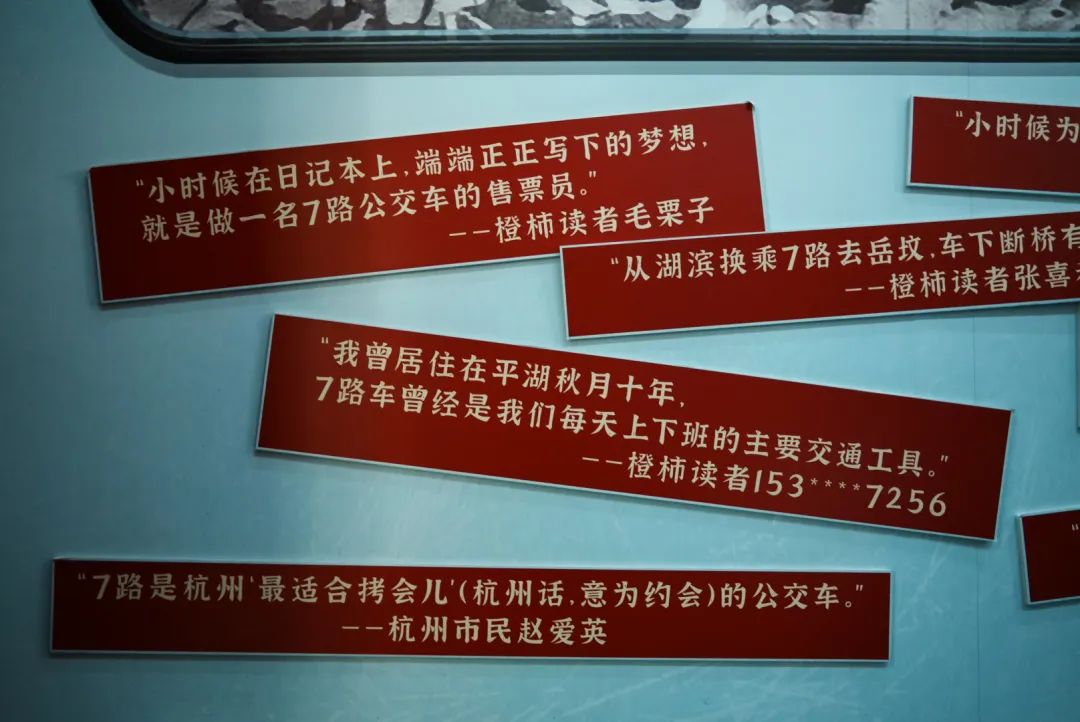 “小时候在日记本上,端端正正写下的梦想,
就是做一名7路公交车的售票员。”
--橙柿读者毛栗子
“小时候为
“从湖滨换乘7路去岳坟,车下断桥有
--橙柿读者张喜
“我曾居住在平湖秋月十年,
7路车曾经是我们每天上下班的主要交通工具。”
--橙柿读者153****7256
“7路是杭州‘最适合拷会儿’(杭州话,意为约会)的公交车。”
--杭州市民赵爱英